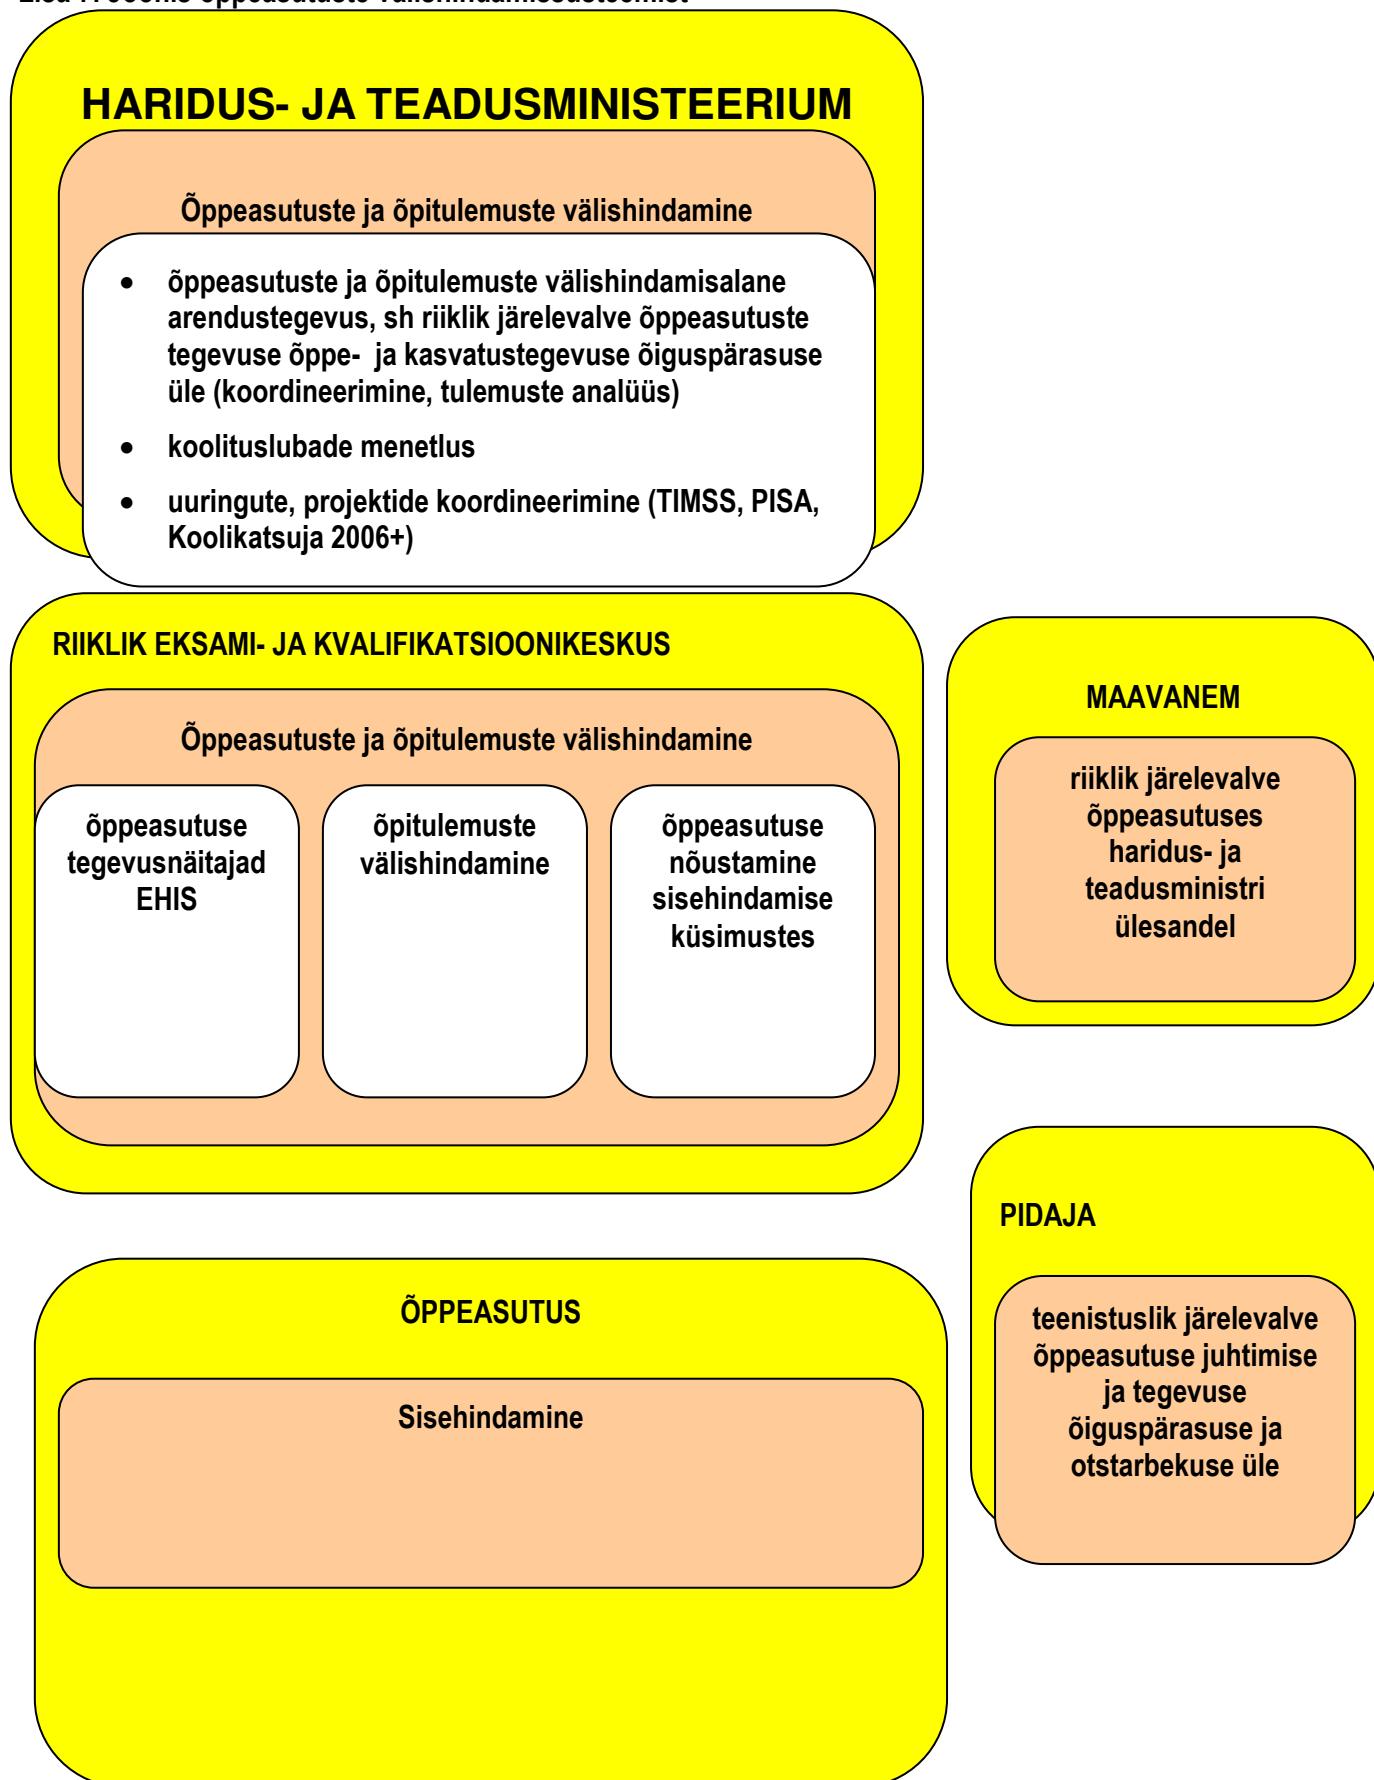 HARIDUS- JA TEADUSMINISTEERIUM
Õppeasutuste ja õpitulemuste välishindamine
• õppeasutuste ja õpitulemuste välishindamisalane
arendustegevus, sh riiklik järelevalve õppeasutuste
tegevuse õppe- ja kasvatustegevuse õiguspärasuse
üle (koordineerimine, tulemuste analüüs)
• koolituslubade menetlus
• uuringute, projektide koordineerimine (TIMSS, PISA,
Koolikatsuja 2006+)
RIIKLIK EKSAMI- JA KVALIFIKATSIOONIKESKUS
Õppeasutuste ja õpitulemuste välishindamine
õppeasutuse
tegevusnäitajad
EHIS
õpitulemuste
välishindamine
õppeasutuse
nõustamine
sisehindamise
küsimustes
MAAVANEM
riiklik järelevalve
õppeasutuses
haridus- ja
teadusministri
ülesandel
PIDAJA
teenistuslik järelevalve
õppeasutuse juhtimise
ja tegevuse
õiguspärasuse ja
otstarbekuse üle
ÕPPEASUTUS
Sisehindamine